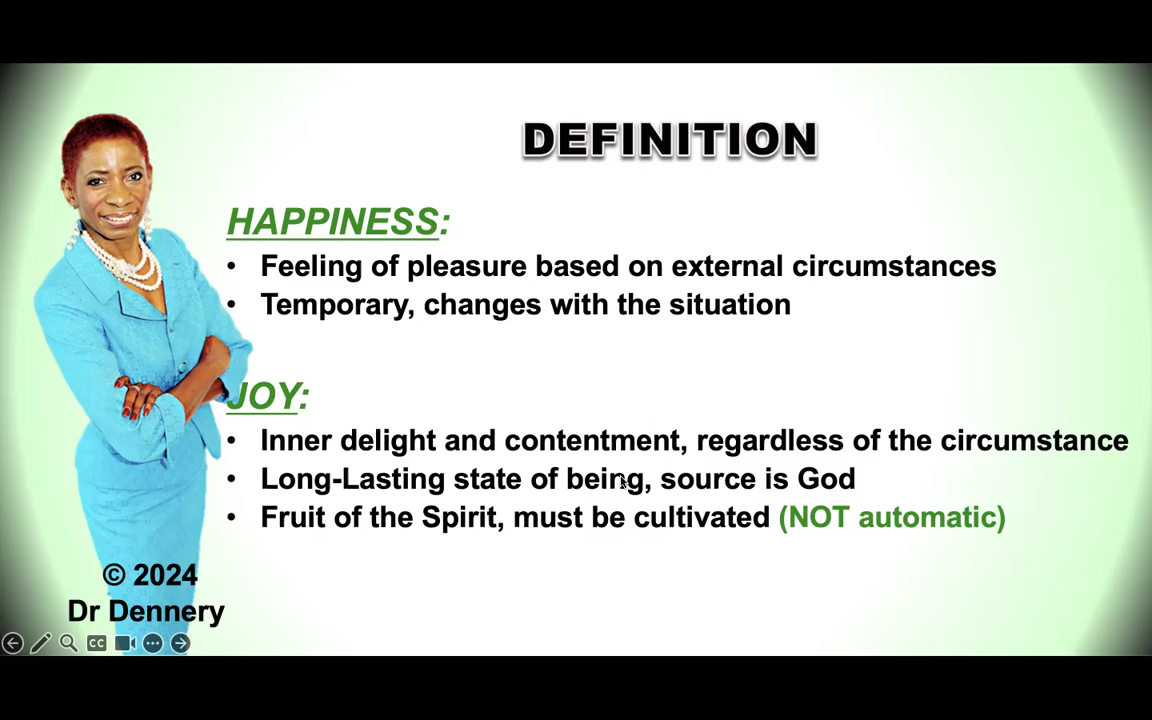 DEFINITION
HAPPINESS:
• Feeling of pleasure based on external circumstances
• Temporary, changes with the situation
JOY:
• Inner delight and contentment, regardless of the circumstance
• Long-Lasting state of being, source is God
• Fruit of the Spirit, must be cultivated (NOT automatic)
© 2024
Dr Dennery
CC